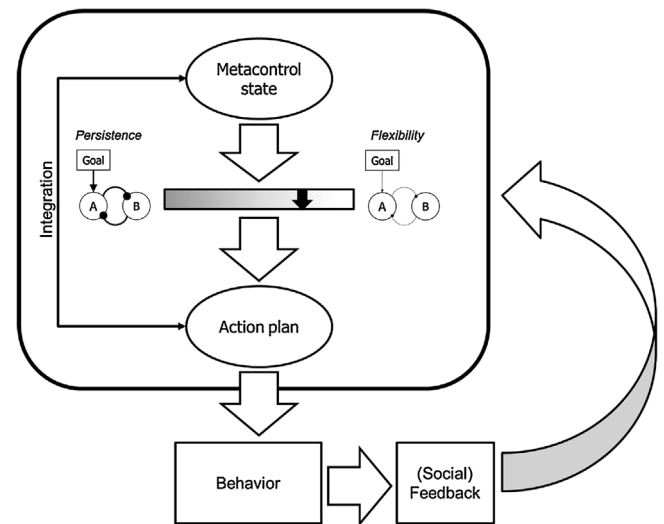 Metacontrol
state
Persistence
Flexibility
Goal
Goal
A
B
A
B
Integration
Action plan
Behavior
(Social)
Feedback